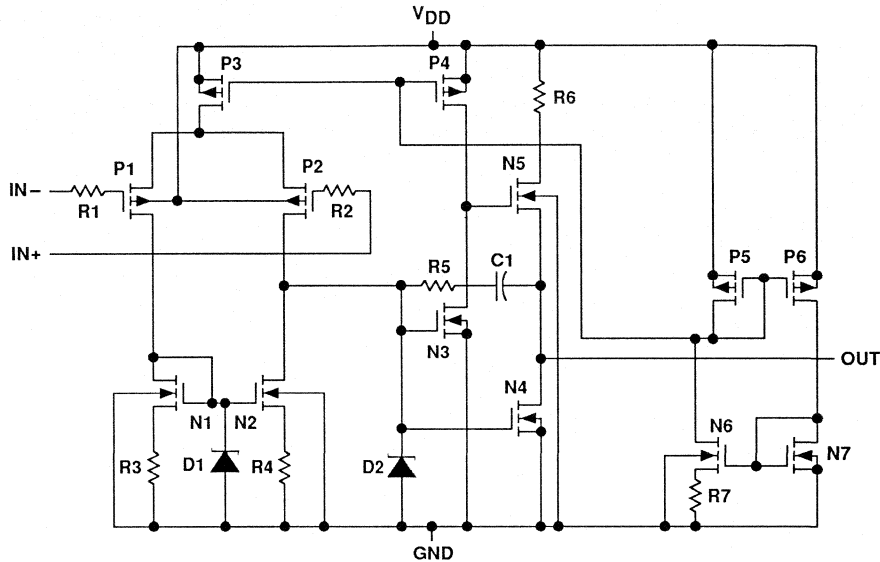 VDD
P3
P4
R6
P1
P2
N5
IN–
R1
R2
IN+
R5
C1
P5
P6
N3
OUT
N1
N2
N4
N6
N7
R3
D1
R4
D2
R7
GND